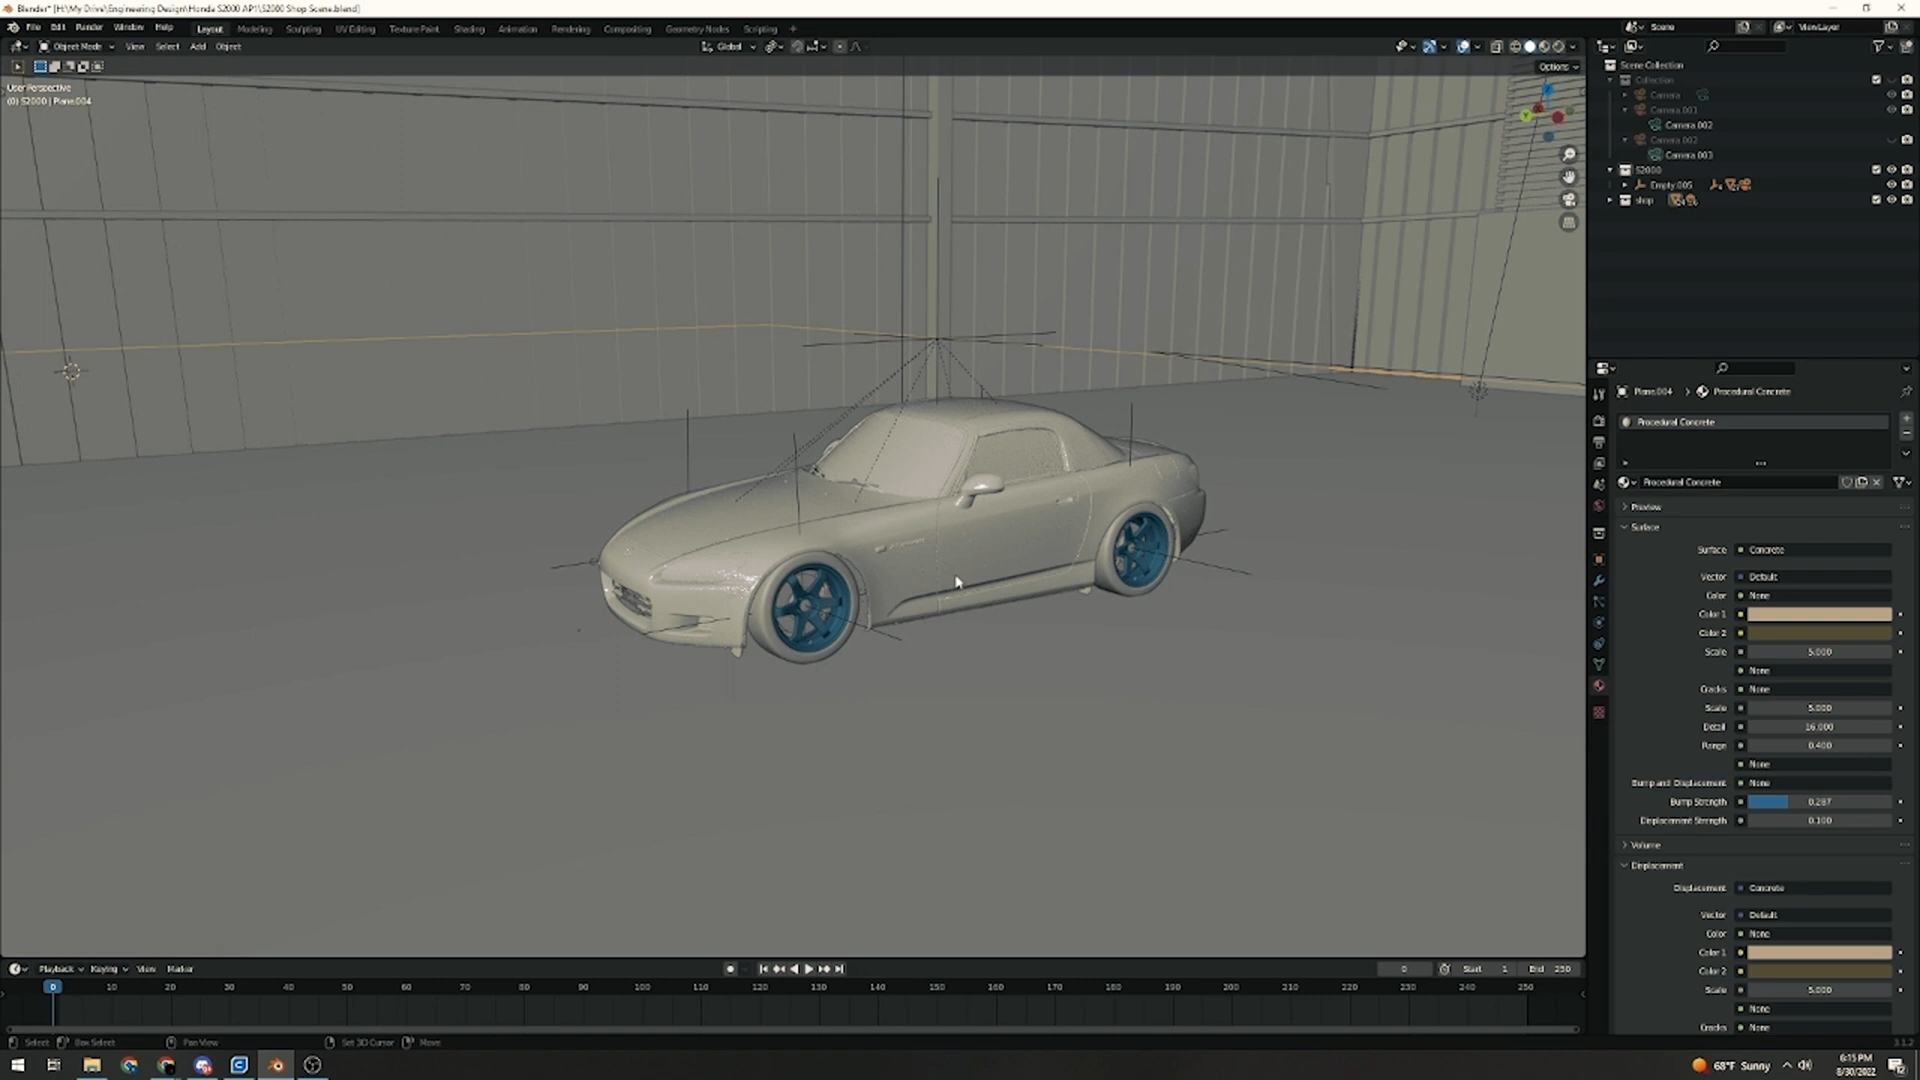 Blender* [H:\My Drive\Engineering Design\Honda S2000 AP1\S2000 Shop Scene.blend]
File Edit Render Window Help Layout Modeling Sculpting UV Editing Texture Paint Shading Animation Rendering Compositing Geometry Nodes Scripting + Scene ViewLayer
Object Mode View Select Add Object Global
Options
User Perspective
(0) S2000 | Plane.004
Scene Collection
Collection
Camera
Camera.001
Camera.002
Camera.002
Camera.003
S2000
Empty.005
shop
Plane.004 > Procedural Concrete
Procedural Concrete
Procedural Concrete
Preview
Surface
Surface Concrete
Vector Default
Color None
Color 1
Color 2
Scale 5.000
None
Cracks None
Scale 5.000
Detail 16.000
Range 0.400
None
Bump and Displacement None
Bump Strength 0.287
Displacement Strength 0.100
Volume
Displacement
Displacement Concrete
Vector Default
Color None
Color 1
Color 2
Scale 5.000
None
Cracks None
Playback Keying View Marker 0 Start 1 End 250
0 10 20 30 40 50 60 70 80 90 100 110 120 130 140 150 160 170 180 190 200 210 220 230 240 250
Select Box Select Pan View Set 3D Cursor Move 3.1.2
68°F Sunny 6:15 PM
8/30/2022